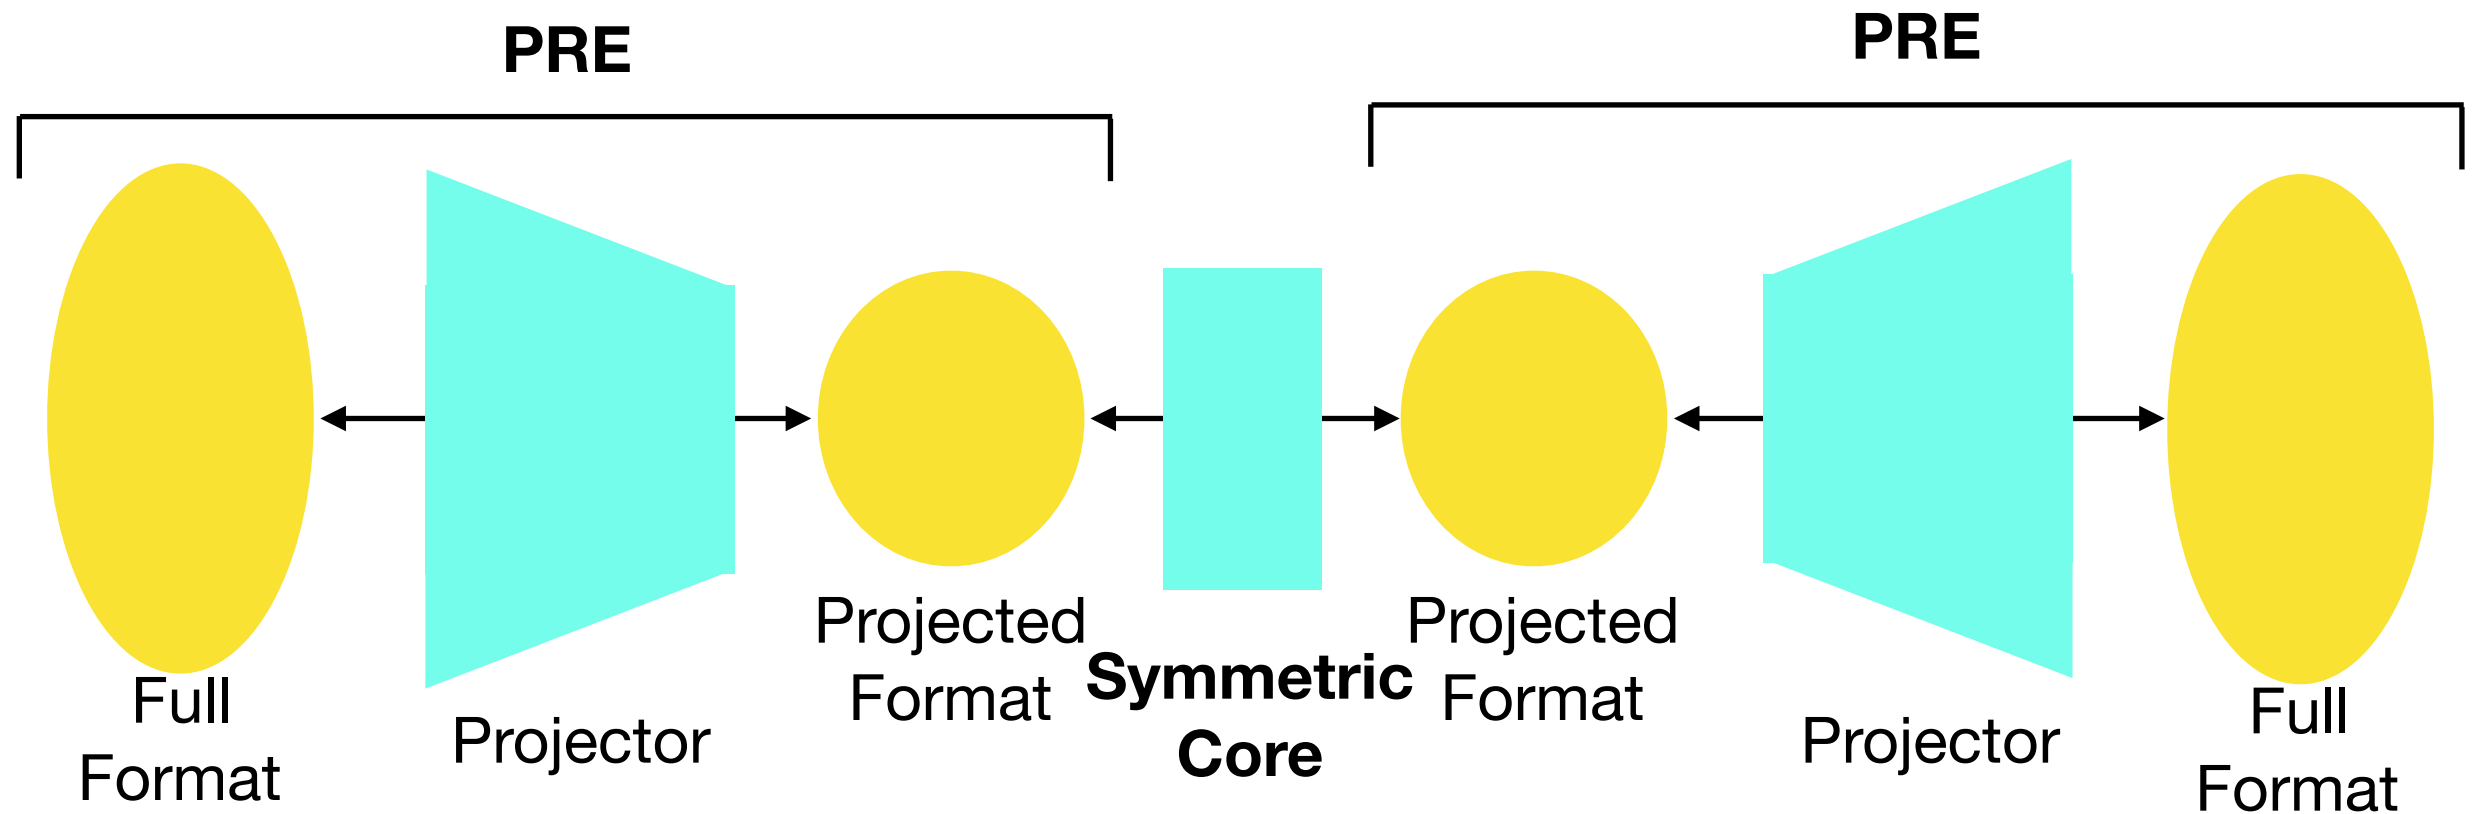 PRE
PRE
Full
Format
Projector
Projected
Format
Symmetric
Core
Projected
Format
Projector
Full
Format